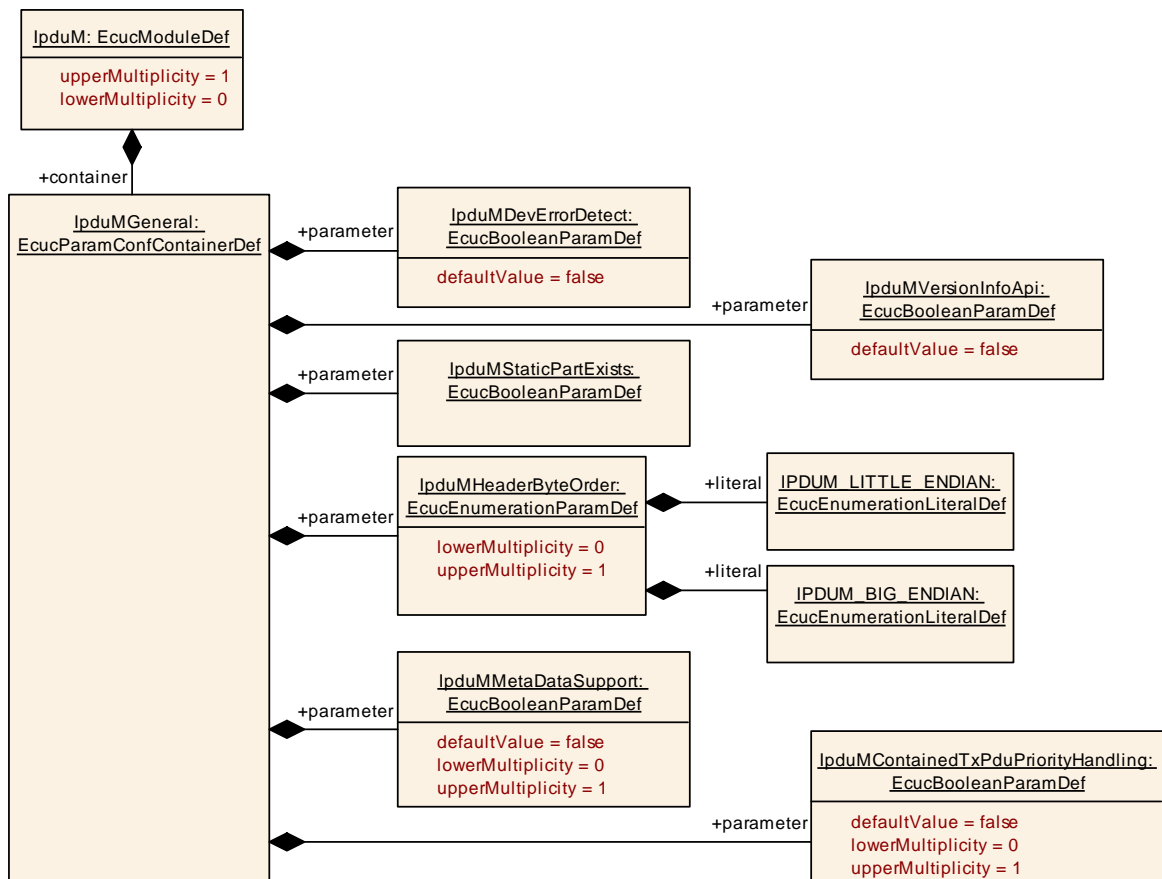 IpduM: EcucModuleDef
upperMultiplicity = 1
lowerMultiplicity = 0
+container
IpduMGeneral:
EcucParamConfContainerDef
+parameter
IpduMDevErrorDetect:
EcucBooleanParamDef
defaultValue = false
+parameter
IpduMVersionInfoApi:
EcucBooleanParamDef
defaultValue = false
+parameter
IpduMStaticPartExists:
EcucBooleanParamDef
+parameter
IpduMHeaderByteOrder:
EcucEnumerationParamDef
lowerMultiplicity = 0
upperMultiplicity = 1
+literal
IPDUM_LITTLE_ENDIAN:
EcucEnumerationLiteralDef
+literal
IPDUM_BIG_ENDIAN:
EcucEnumerationLiteralDef
+parameter
IpduMMetaDataSupport:
EcucBooleanParamDef
defaultValue = false
lowerMultiplicity = 0
upperMultiplicity = 1
+parameter
IpduMContainedTxPduPriorityHandling:
EcucBooleanParamDef
defaultValue = false
lowerMultiplicity = 0
upperMultiplicity = 1